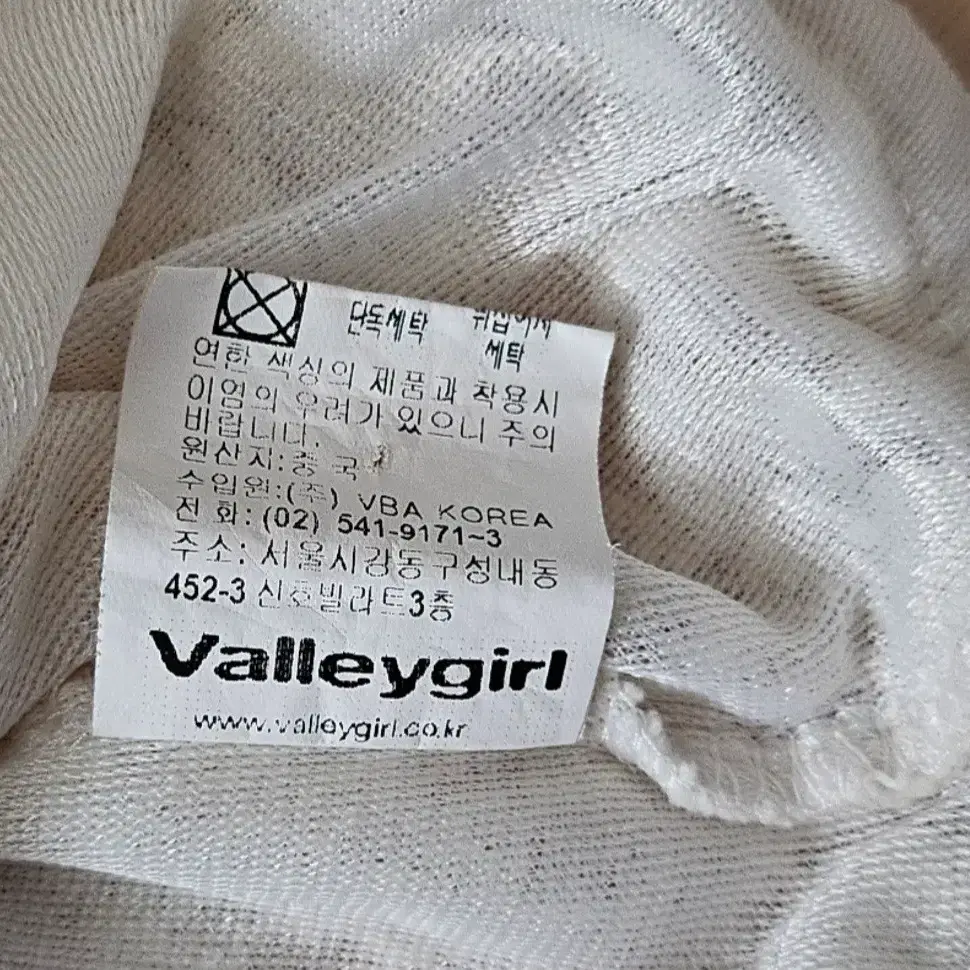 단독세탁 뒤집어서
세탁
연한 색싱의 제품과 착용시
이염의 우려가 있으니 주의
바랍니다.
원산지:중 국
수입원:(주) VBA KOREA
전 화: (02) 541-9171~3
주소: 서울시강동구성내동
452-3 신호빌라트3층
Valleygirl
www.valleygirl.co.kr